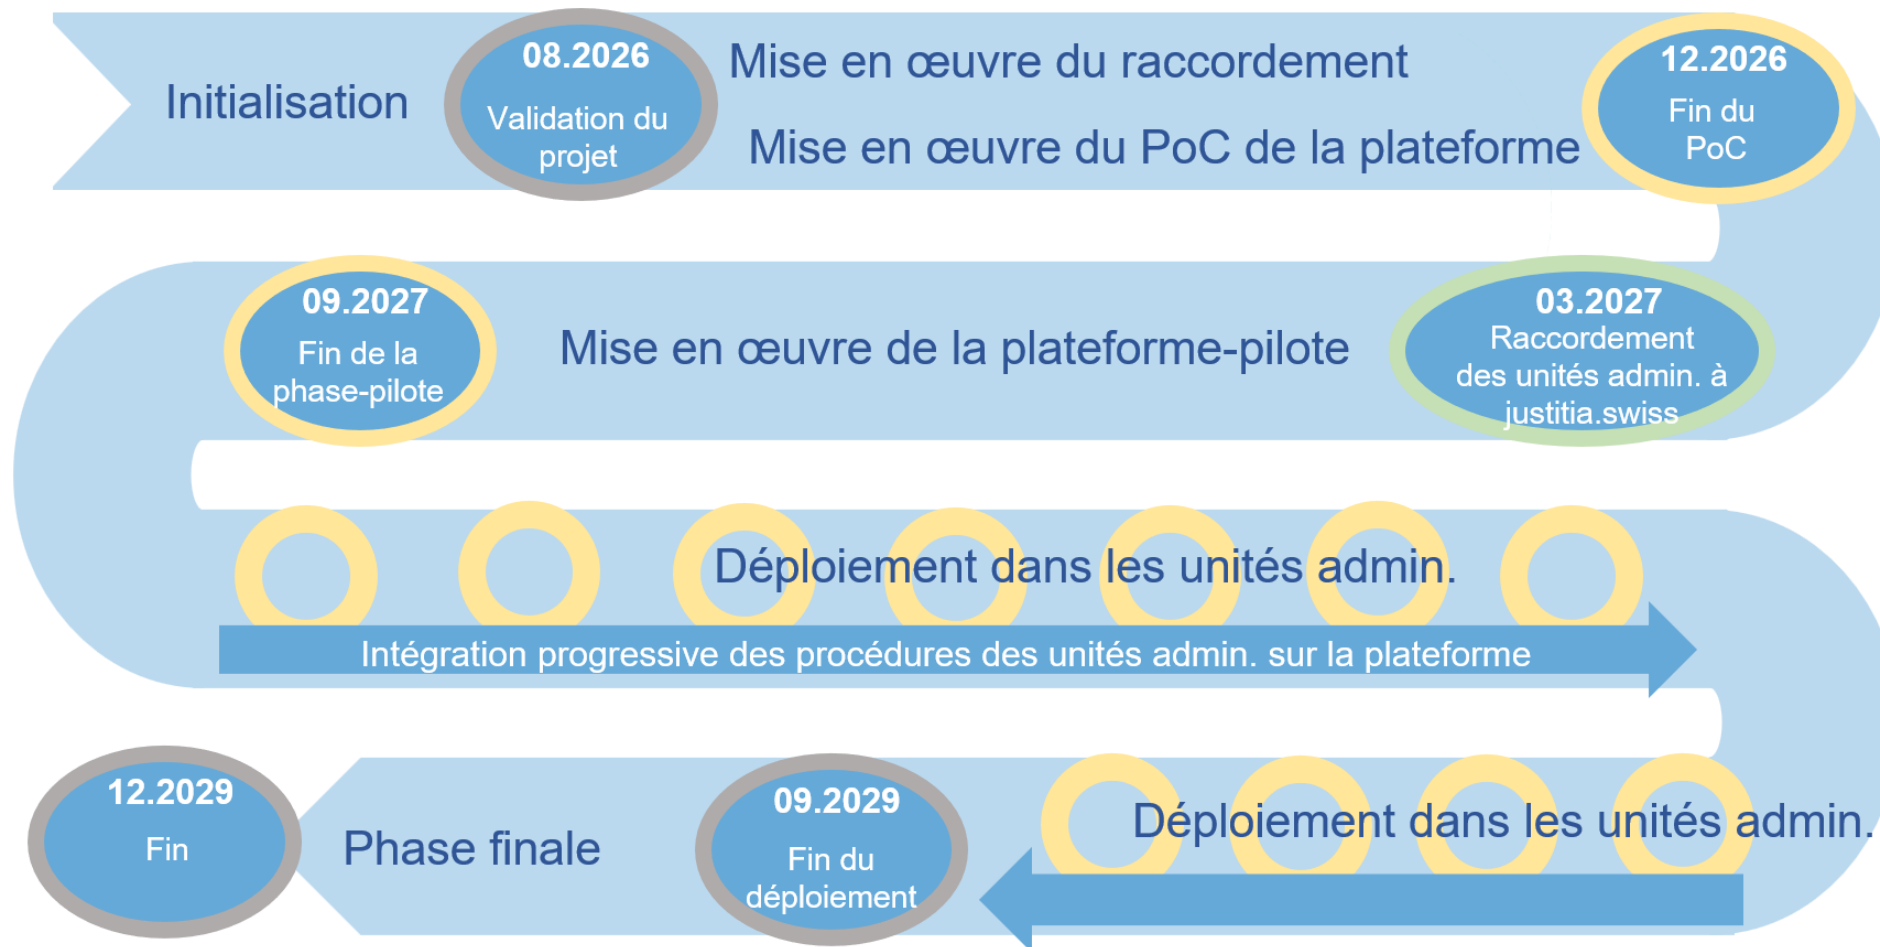 Initialisation
08.2026
Validation du
projet
Mise en œuvre du raccordement
Mise en œuvre du PoC de la plateforme
12.2026
Fin du
PoC
03.2027
Raccordement
des unités admin. à
justitia.swiss
Mise en œuvre de la plateforme-pilote
09.2027
Fin de la
phase-pilote
Déploiement dans les unités admin.
Intégration progressive des procédures des unités admin. sur la plateforme
Déploiement dans les unités admin.
09.2029
Fin du
déploiement
Phase finale
12.2029
Fin